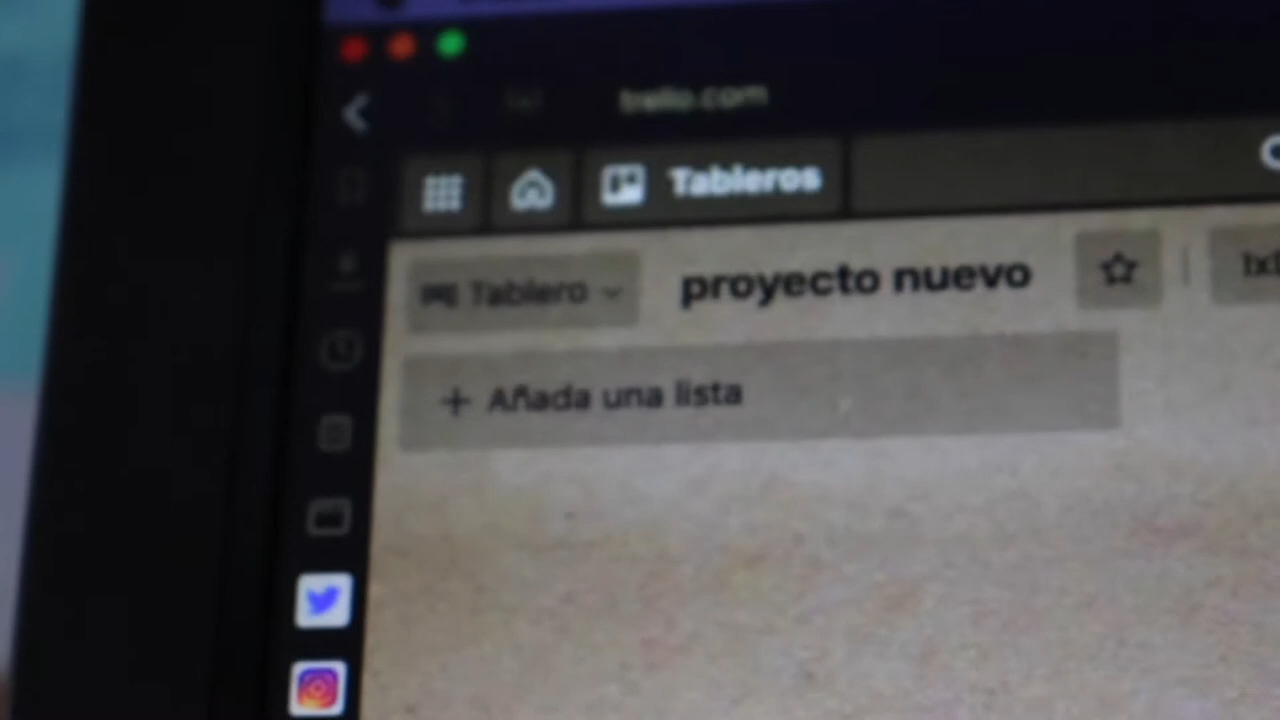 trello.com
Tableros
Tablero
proyecto nuevo
+ Añada una lista